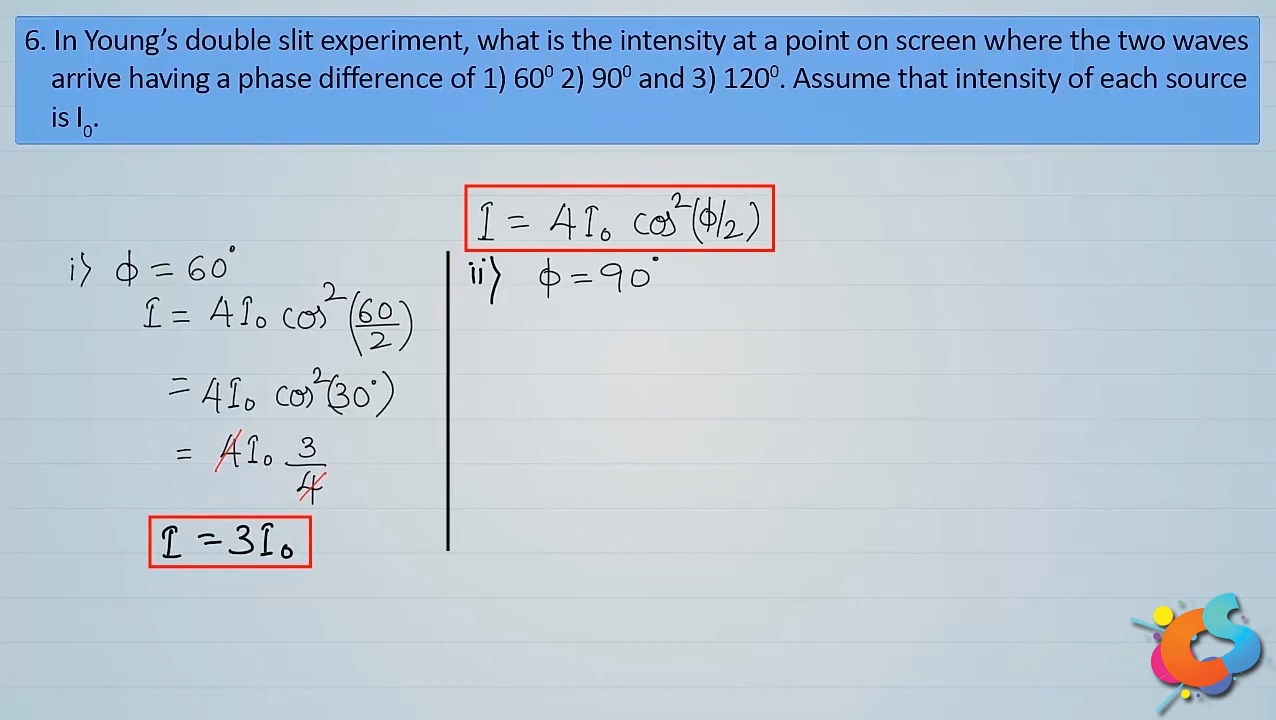 6. In Young’s double slit experiment, what is the intensity at a point on screen where the two waves
arrive having a phase difference of 1) 60⁰ 2) 90⁰ and 3) 120⁰. Assume that intensity of each source
is I₀.
I = 4I₀ cos²(ϕ/2)
i) ϕ = 60°
I = 4I₀ cos²(60/2)
= 4I₀ cos²(30°)
= 4I₀ 3/4
I = 3I₀
ii) ϕ = 90°
CS